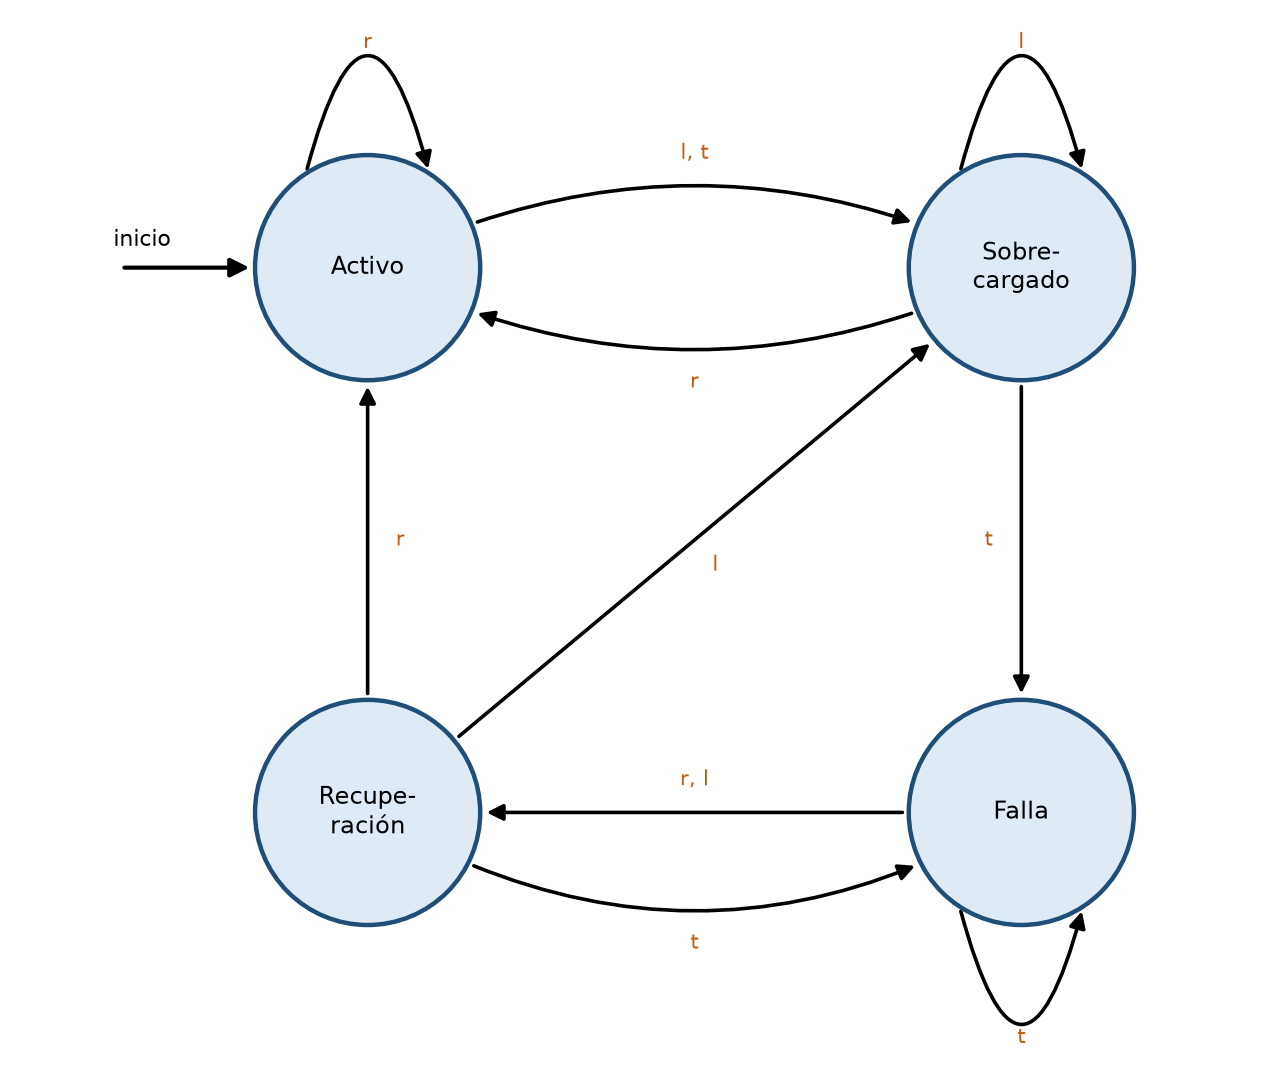 r
l
l, t
inicio
Activo
Sobre-
cargado
r
r
t
l
r, l
Recupe-
ración
Falla
t
t